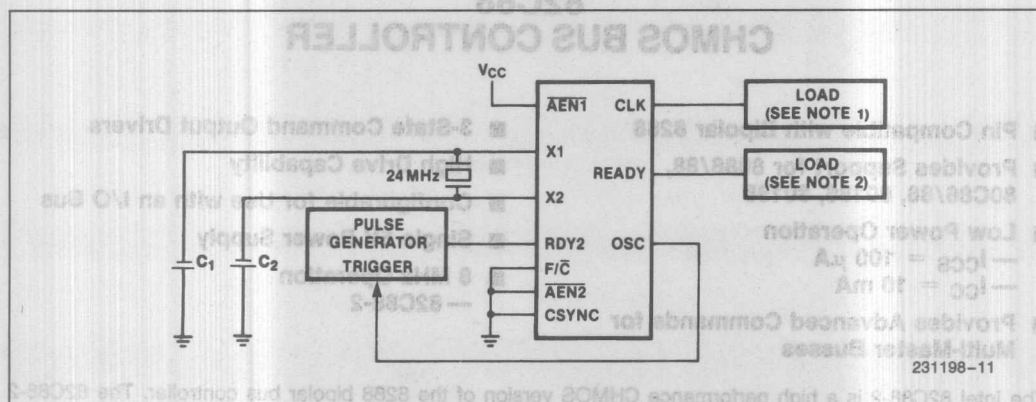 VCC
AEN1
CLK
LOAD
(SEE NOTE 1)
X1
24 MHz
READY
LOAD
(SEE NOTE 2)
X2
PULSE
GENERATOR
TRIGGER
RDY2
OSC
C1
C2
F/C
AEN2
CSYNC
231198–11